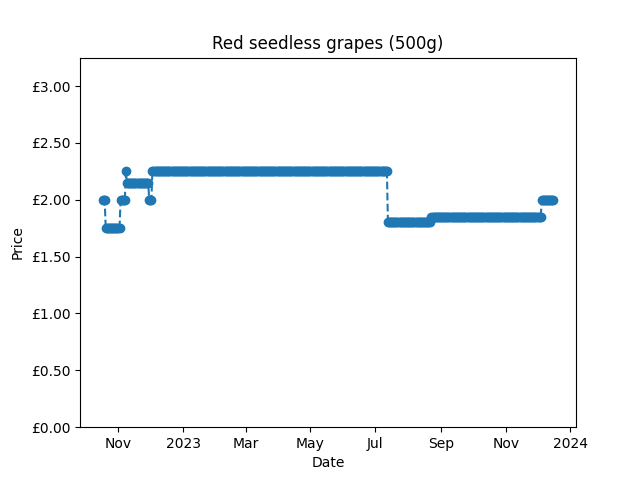 Red seedless grapes (500g)
£3.00
£2.50
£2.00
£1.50
£1.00
£0.50
£0.00
Price
Nov 2023 Mar May Jul Sep Nov 2024
Date